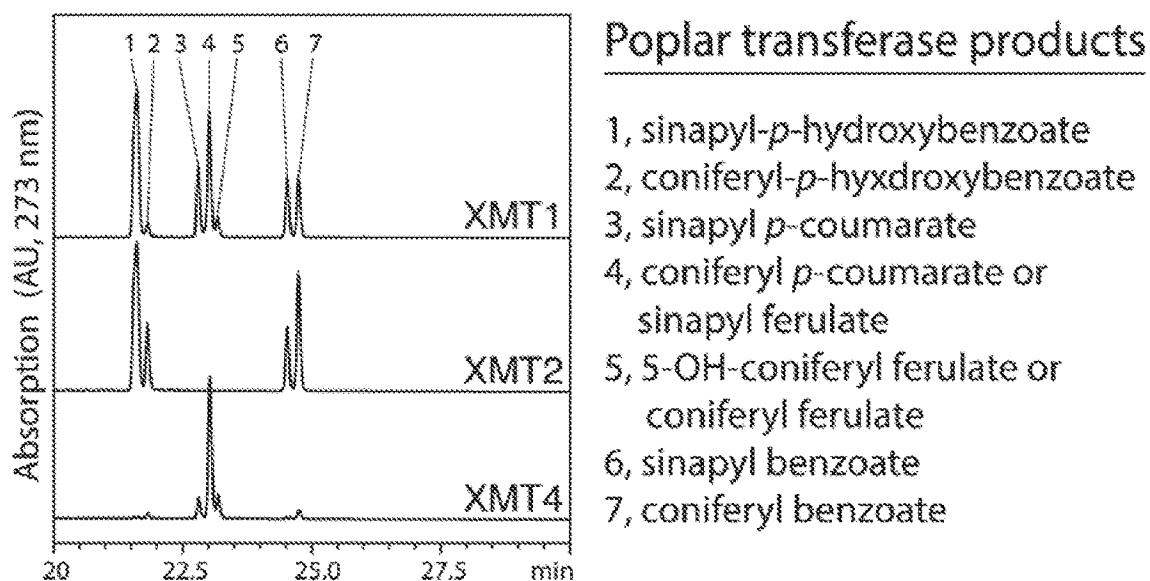 1 2 3 4 5 6 7
XMT1
XMT2
XMT4
Absorption (AU, 273 nm)
20 22.5 25.0 27.5 min
Poplar transferase products
1, sinapyl-p-hydroxybenzoate
2, coniferyl-p-hyxdroxybenzoate
3, sinapyl p-coumarate
4, coniferyl p-coumarate or
sinapyl ferulate
5, 5-OH-coniferyl ferulate or
coniferyl ferulate
6, sinapyl benzoate
7, coniferyl benzoate